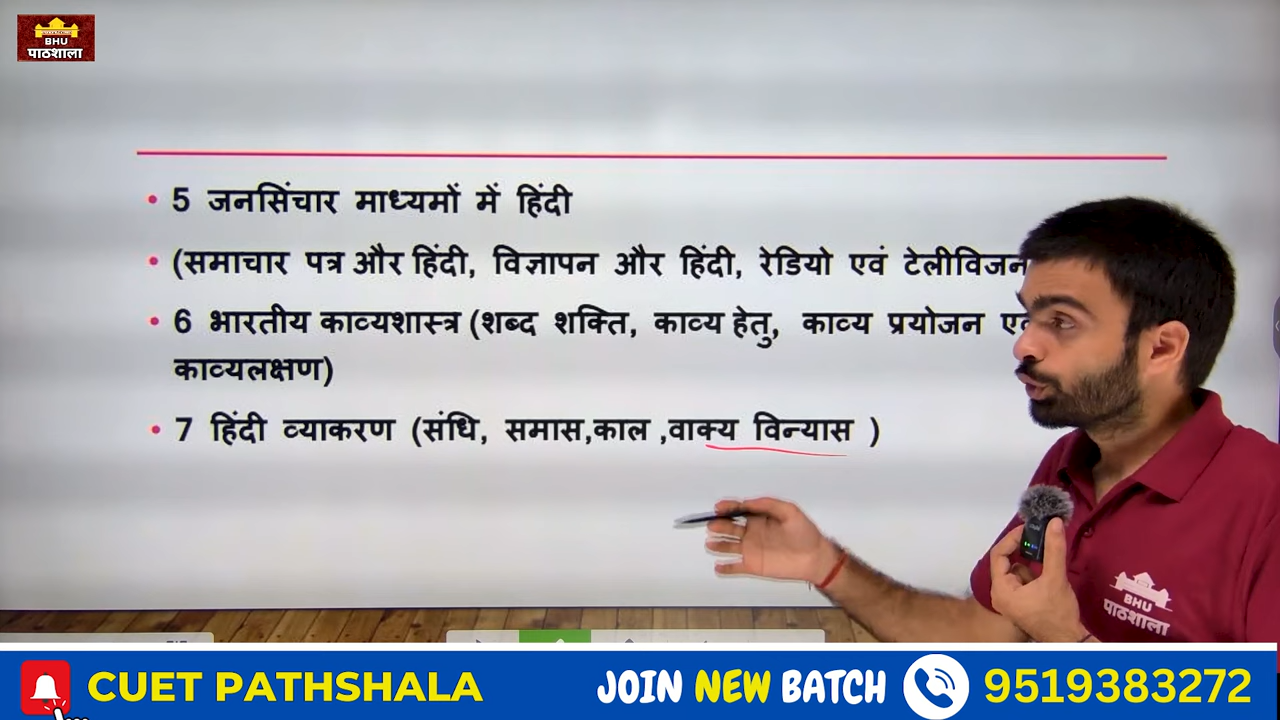 BHU
पाठशाला
5 जनसिंचार माध्यमों में हिंदी
(समाचार पत्र और हिंदी, विज्ञापन और हिंदी, रेडियो एवं टेलीविजन
6 भारतीय काव्यशास्त्र (शब्द शक्ति, काव्य हेतु, काव्य प्रयोजन
काव्यलक्षण)
7 हिंदी व्याकरण (संधि, समास,काल ,वाक्य विन्यास )
BHU
पाठशाला
CUET PATHSHALA
JOIN NEW BATCH
9519383272